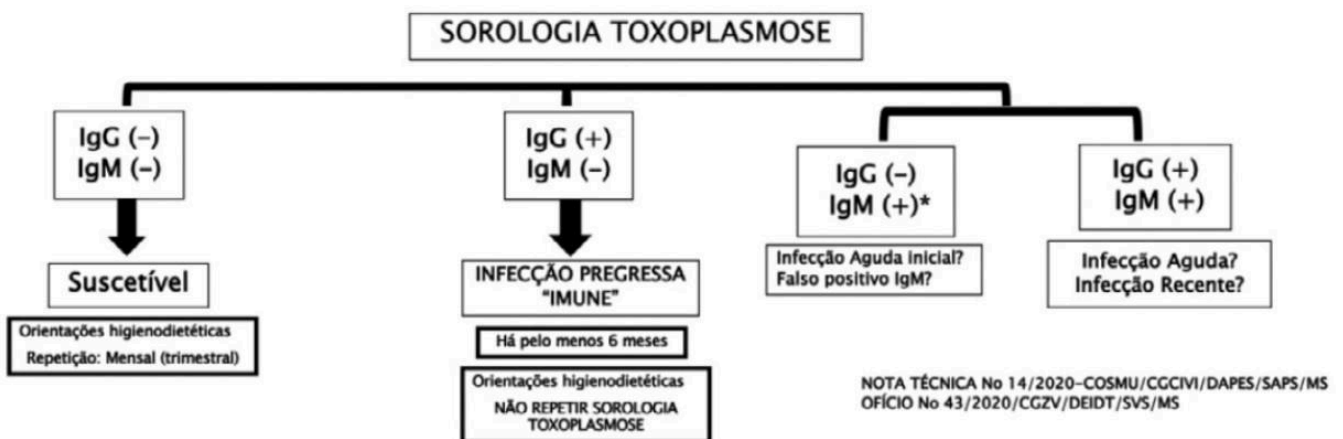 SOROLOGIA TOXOPLASMOSE
IgG (-)
IgM (-)
Suscetível
Orientações higienodietéticas
Repetição: Mensal (trimestral)
IgG (+)
IgM (-)
INFECÇÃO PREGRESSA
"IMUNE"
Há pelo menos 6 meses
Orientações higienodietéticas
NÃO REPETIR SOROLOGIA
TOXOPLASMOSE
IgG (-)
IgM (+)*
Infecção Aguda inicial?
Falso positivo IgM?
IgG (+)
IgM (+)
Infecção Aguda?
Infecção Recente?
NOTA TÉCNICA No 14/2020-COSMU/CGCIVI/DAPES/SAPS/MS
OFÍCIO No 43/2020/CGZV/DEIDT/SVS/MS